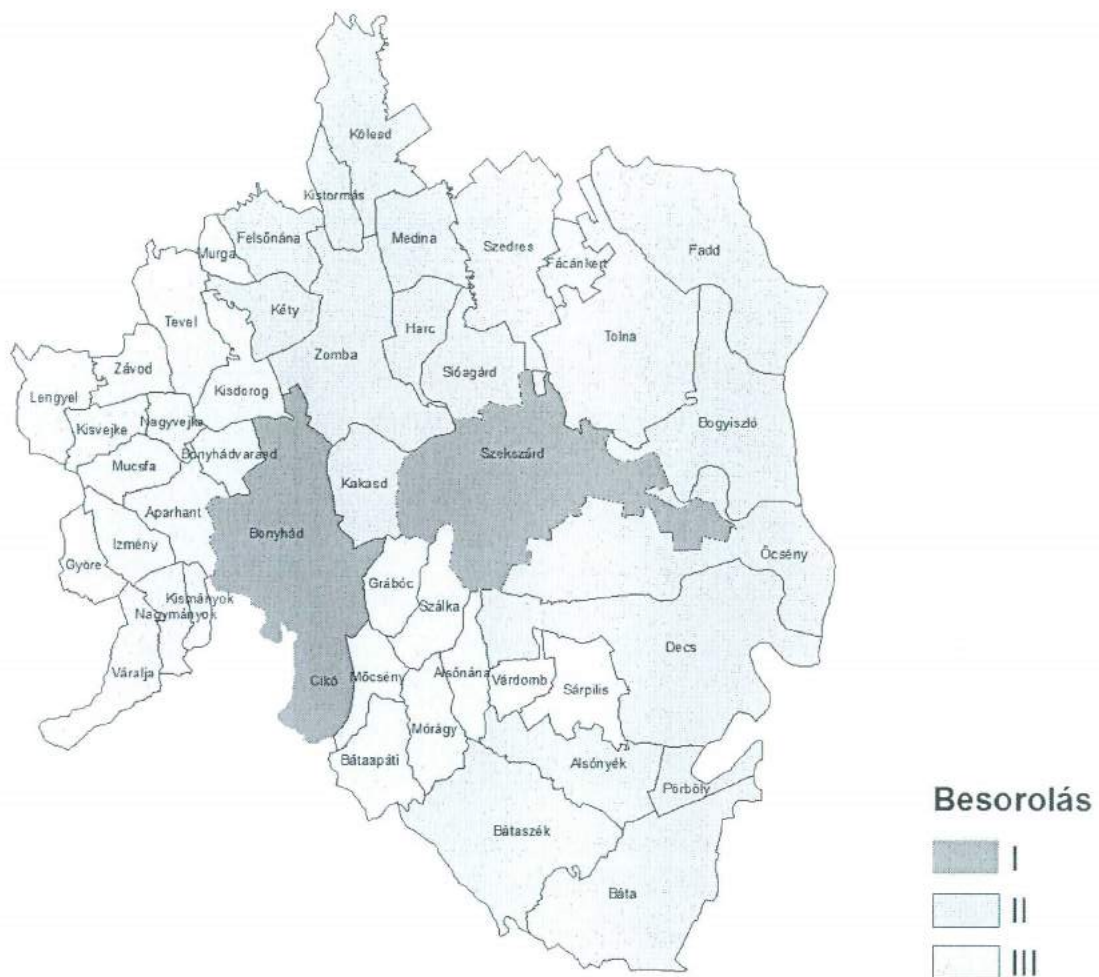 Kölesd
Kistormás
Felsőnána
Medina
Murga
Szedres
Fácánkert
Fadd
Tevel
Kéty
Harc
Tolna
Závod
Zomba
Sióagárd
Lengyel
Kisdorog
Kisvejke
Nagyvejke
Bogyiszló
Mucsfa
Bonyhádvarasd
Szekszárd
Kakasd
Aparhant
Bonyhád
Izmény
Őcsény
Györe
Grábóc
Kismányok
Szálka
Nagymányok
Decs
Váralja
Cikó
Mőcsény
Alsónána
Várdomb
Sárpilis
Mórágy
Bátaapáti
Alsónyék
Pörböly
Bátaszék
Báta
Besorolás
I
II
III